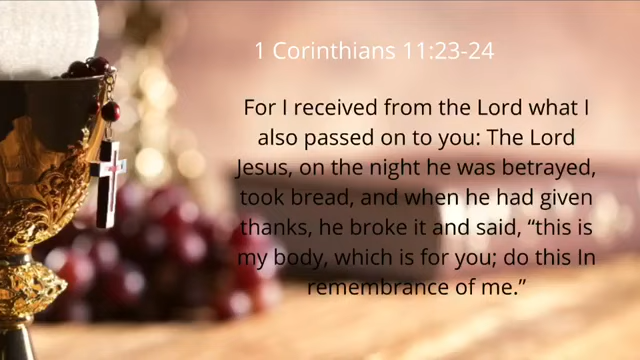 1 Corinthians 11:23-24
For I received from the Lord what I
also passed on to you: The Lord
Jesus, on the night he was betrayed,
took bread, and when he had given
thanks, he broke it and said, “this is
my body, which is for you; do this In
remembrance of me.”